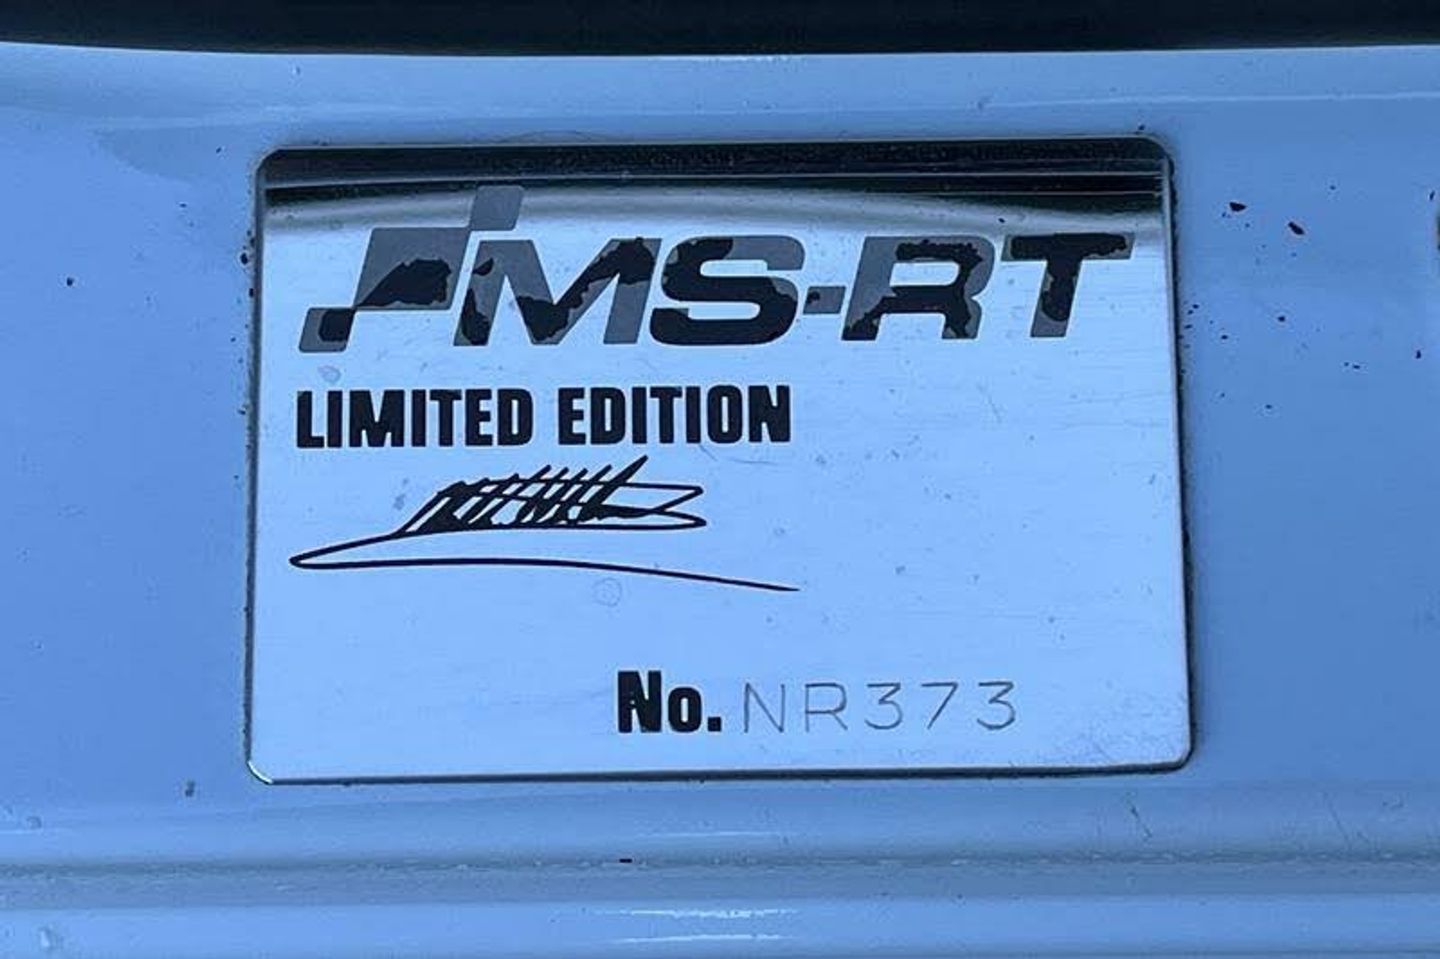 MS-RT
LIMITED EDITION
No. NR373